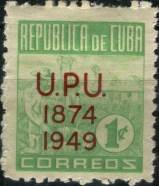 REPUBLICA DE CUBA
U.P.U.
1874
1949
1¢
CORREOS